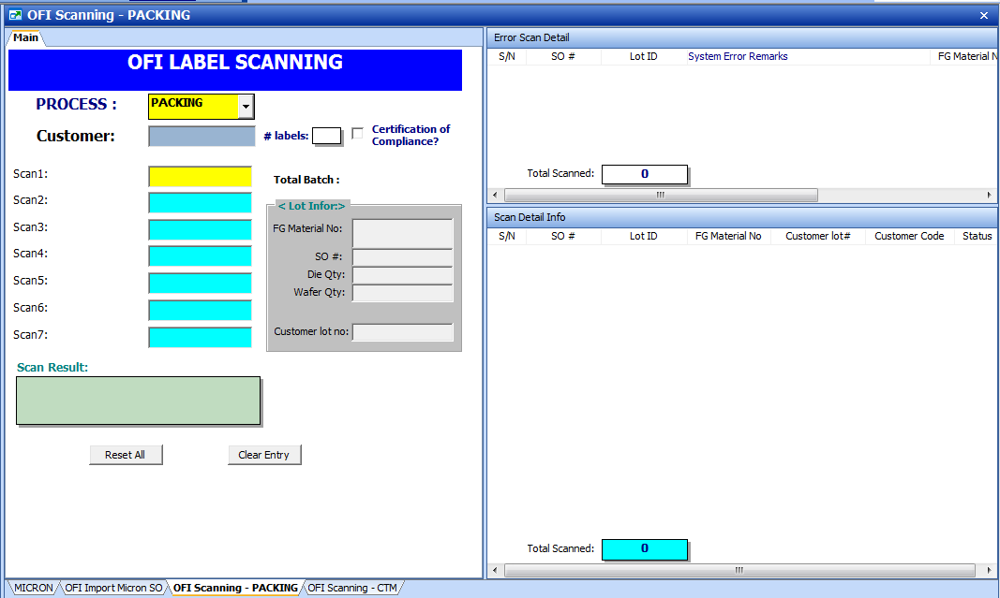 OFI Scanning - PACKING
Main
OFI LABEL SCANNING
PROCESS :
PACKING
Customer:
# labels:
Certification of
Compliance?
Scan1:
Total Batch :
Scan2:
Scan3:
Scan4:
Scan5:
Scan6:
Scan7:
< Lot Infor:>
FG Material No:
SO #:
Die Qty:
Wafer Qty:
Customer lot no:
Scan Result:
Reset All
Clear Entry
Error Scan Detail
S/N SO # Lot ID System Error Remarks FG Material N
Total Scanned: 0
Scan Detail Info
S/N SO # Lot ID FG Material No Customer lot# Customer Code Status
Total Scanned: 0
MICRON OFI Import Micron SO OFI Scanning - PACKING OFI Scanning - CTM